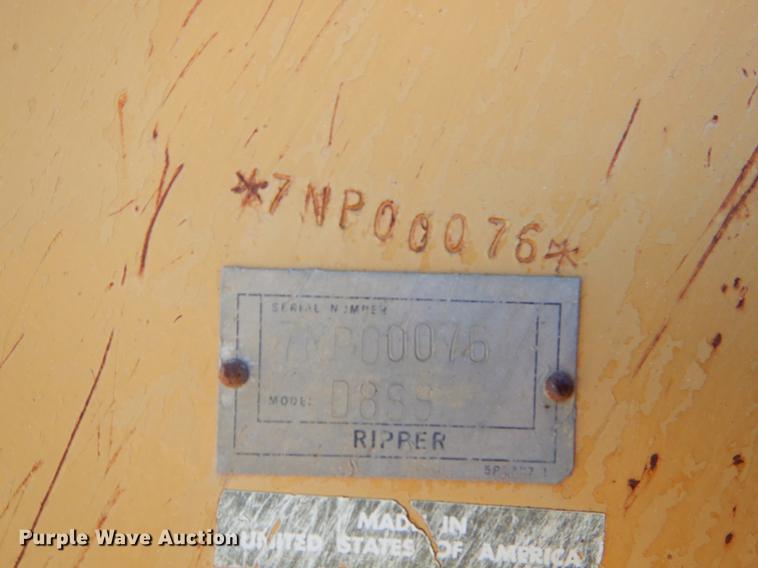 *7NP00076*
SERIAL NUMBER
7NP00076
MODEL D8SS
RIPPER
MADE IN
UNITED STATES OF AMERICA
Purple Wave Auction